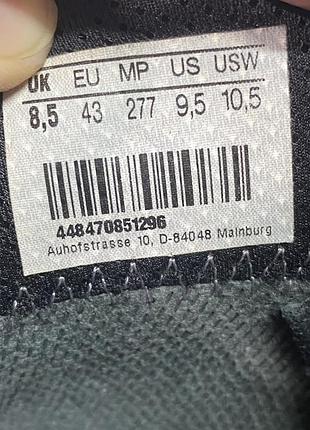 UK EU MP US USW
8,5 43 277 9,5 10,5
448470851296
Auhofstrasse 10, D-84048 Mainburg